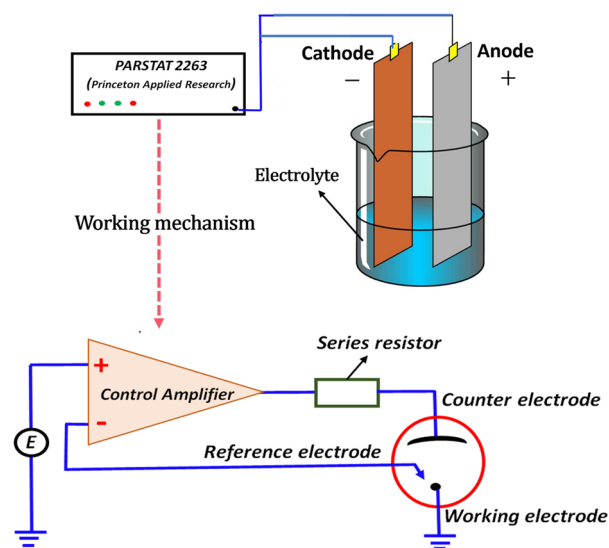 PARSTAT 2263
(Princeton Applied Research)
Cathode
−
Anode
+
Electrolyte
Working mechanism
Series resistor
+
Control Amplifier
-
Counter electrode
E
Reference electrode
Working electrode